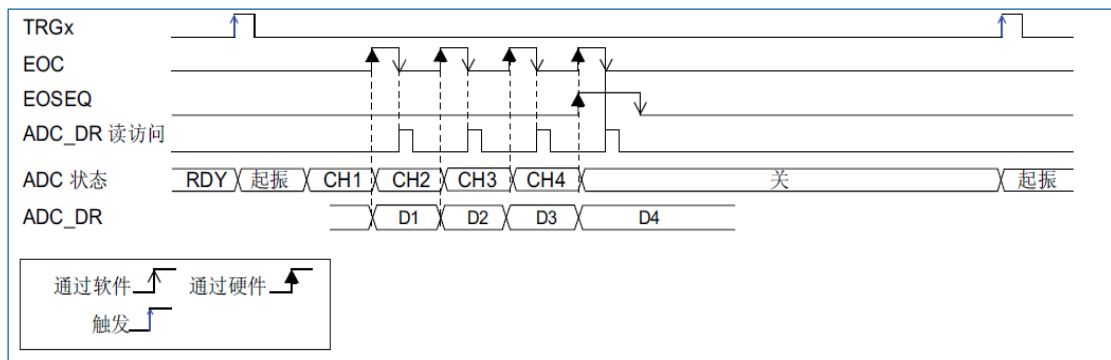 TRGx
EOC
EOSEQ
ADC_DR 读访问
ADC 状态 RDY 起振 CH1 CH2 CH3 CH4 关 起振
ADC_DR D1 D2 D3 D4
通过软件 通过硬件
触发